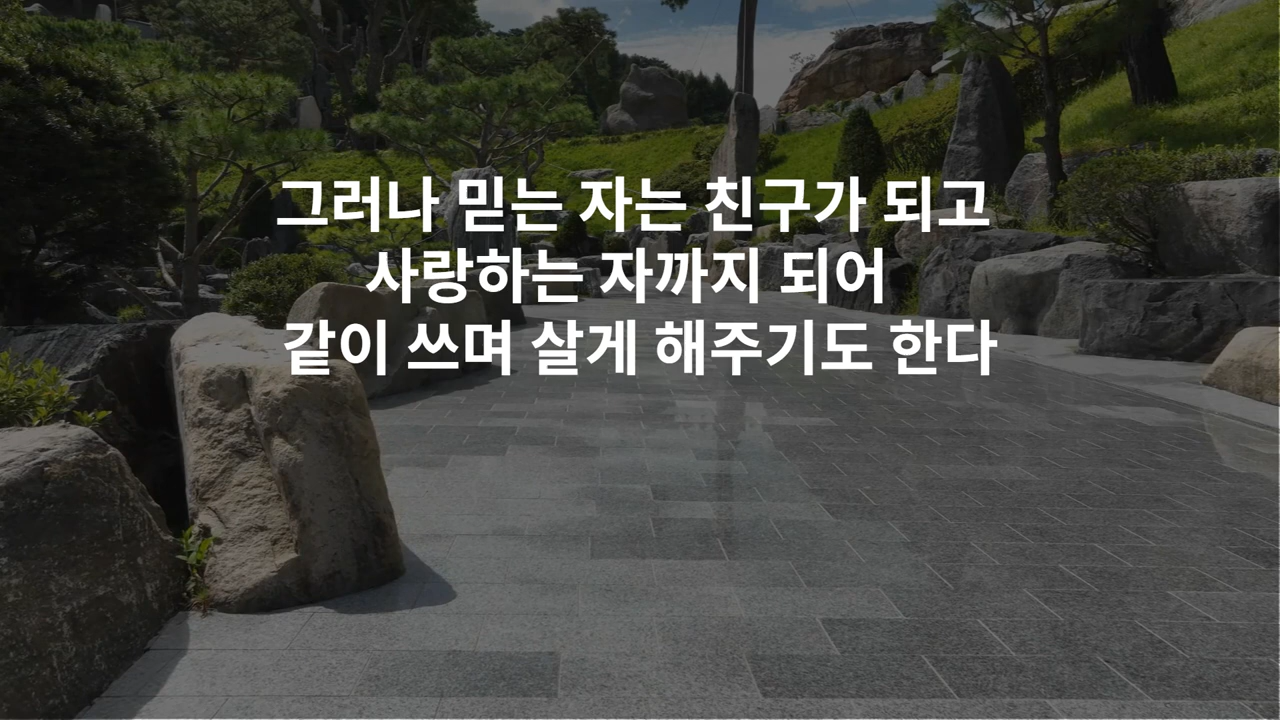 그러나 믿는 자는 친구가 되고
사랑하는 자까지 되어
같이 쓰며 살게 해주기도 한다